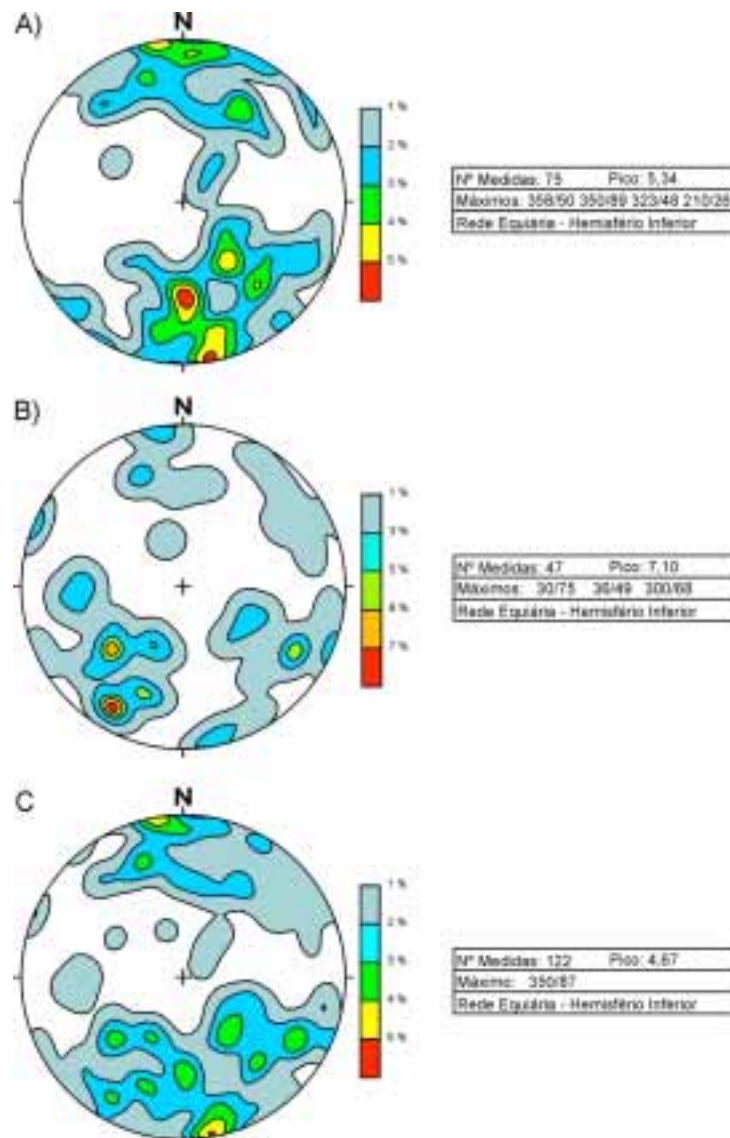 A)
N
1 %
2 %
3 %
4 %
5 %
Nº Medidas: 75 Pico: 5,34
Máximos: 358/50 350/89 323/48 210/26
Rede Equiária - Hemisfério Inferior
B)
N
1 %
3 %
5 %
6 %
7 %
Nº Medidas: 47 Pico: 7,10
Máximos: 30/75 36/49 300/68
Rede Equiária - Hemisfério Inferior
C
N
1 %
2 %
3 %
4 %
Nº Medidas: 122 Pico: 4,67
Máximo: 350/87
Rede Equiária - Hemisfério Inferior